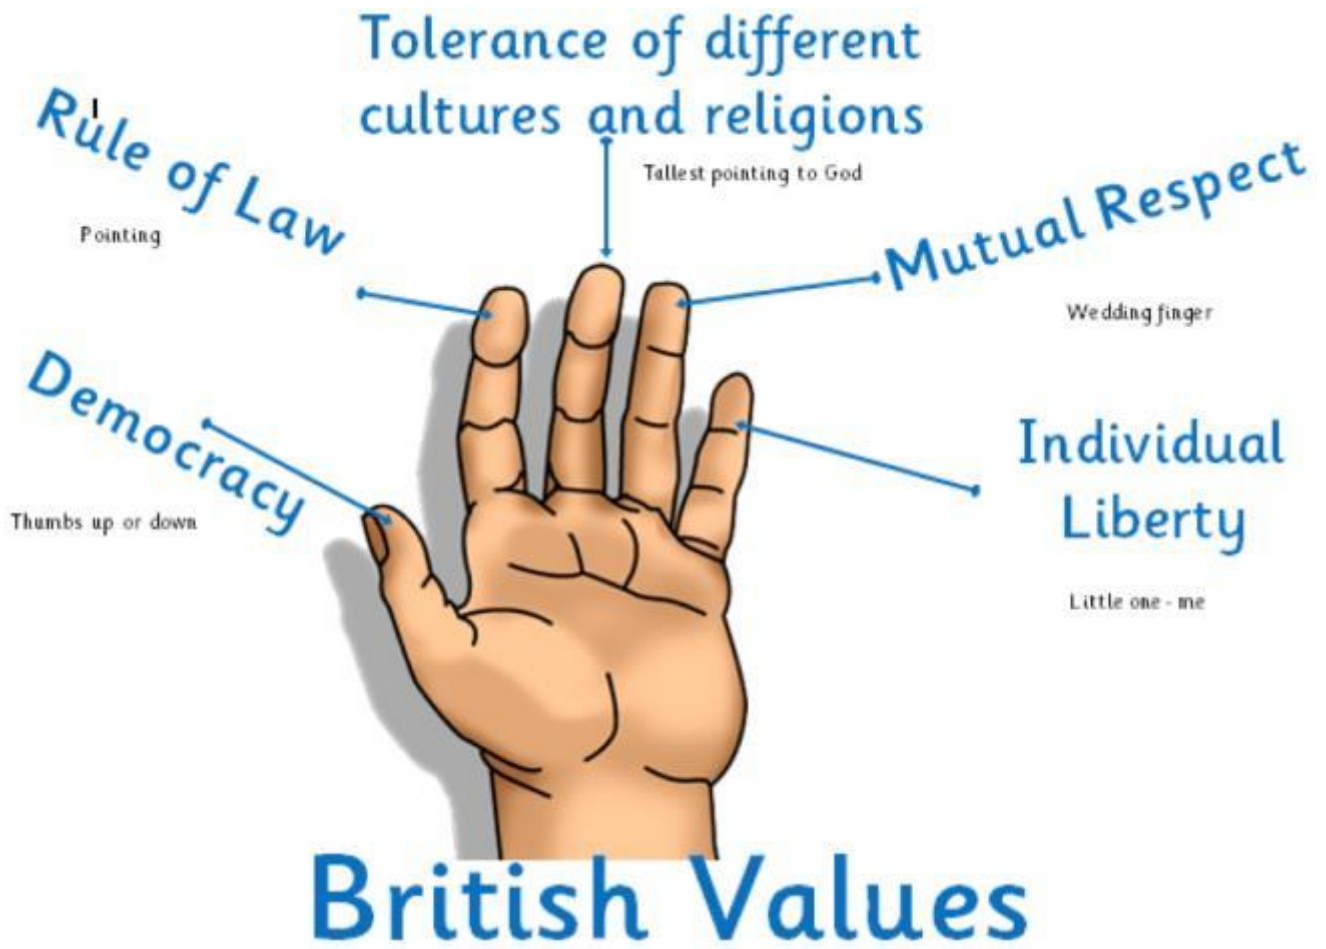 Tolerance of different
cultures and religions
Tallest pointing to God
Rule of Law
Pointing
Mutual Respect
Wedding finger
Democracy
Thumbs up or down
Individual
Liberty
Little one - me
British Values